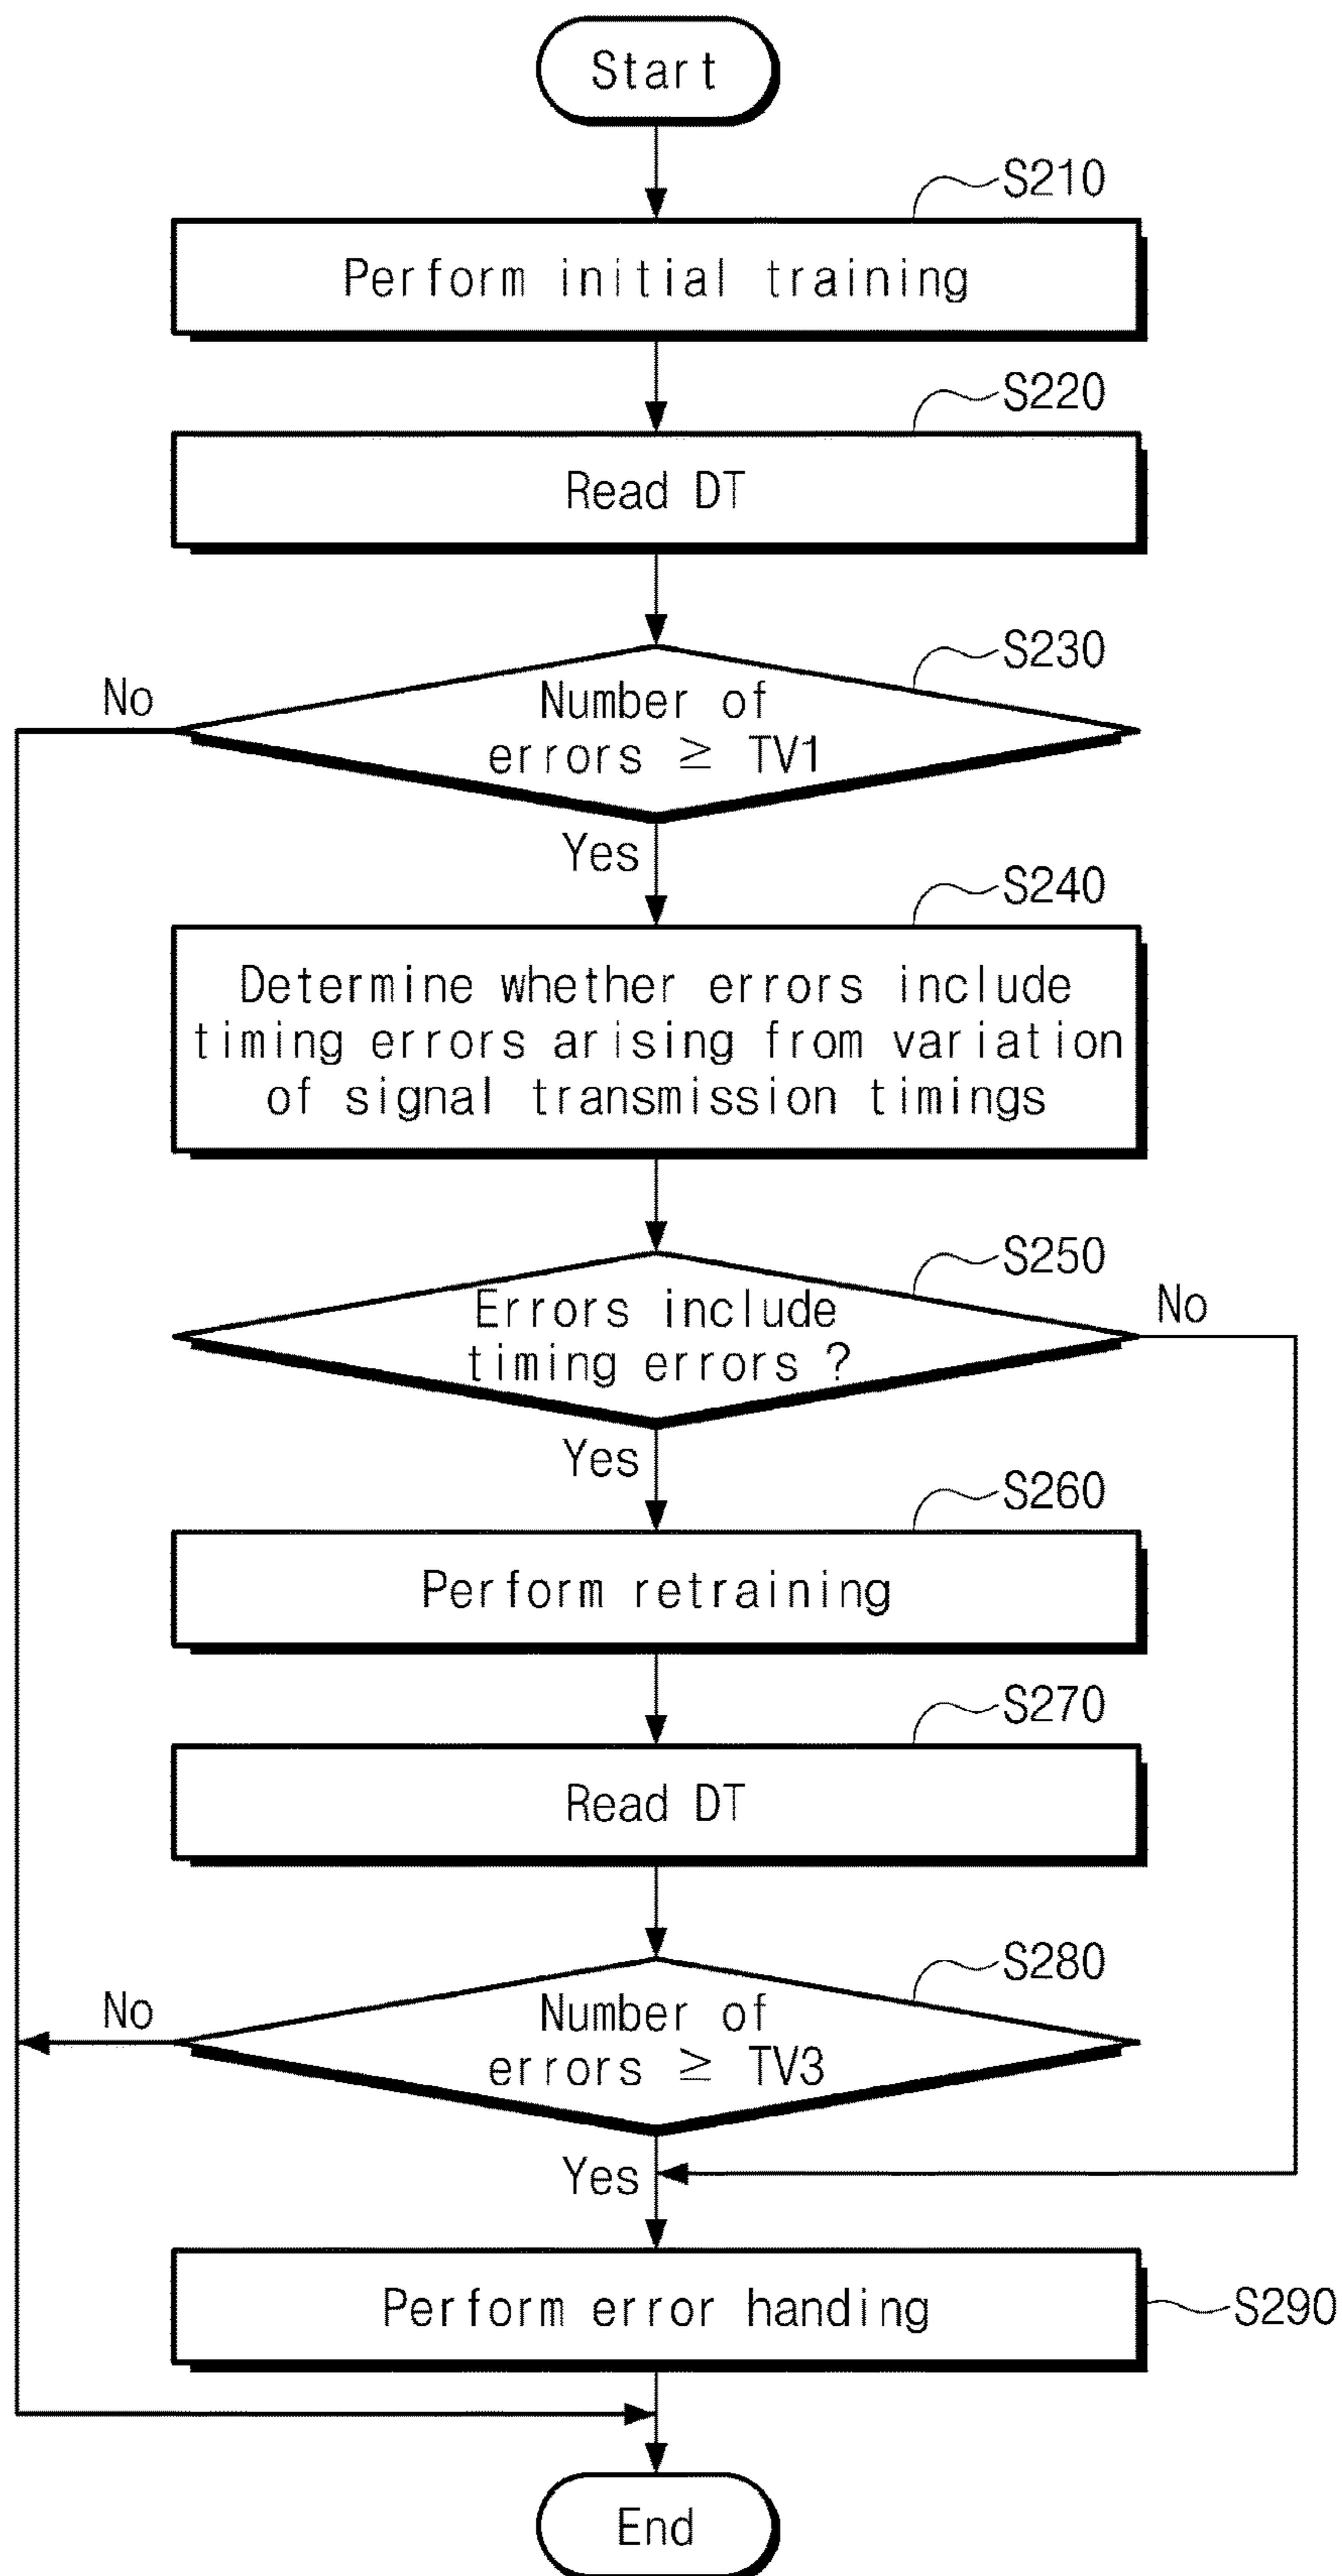 Start
S210
Perform initial training
S220
Read DT
S230
No
Number of
errors ≥ TV1
Yes
S240
Determine whether errors include
timing errors arising from variation
of signal transmission timings
S250
Errors include
timing errors ?
No
Yes
S260
Perform retraining
S270
Read DT
S280
No
Number of
errors ≥ TV3
Yes
Perform error handing
S290
End